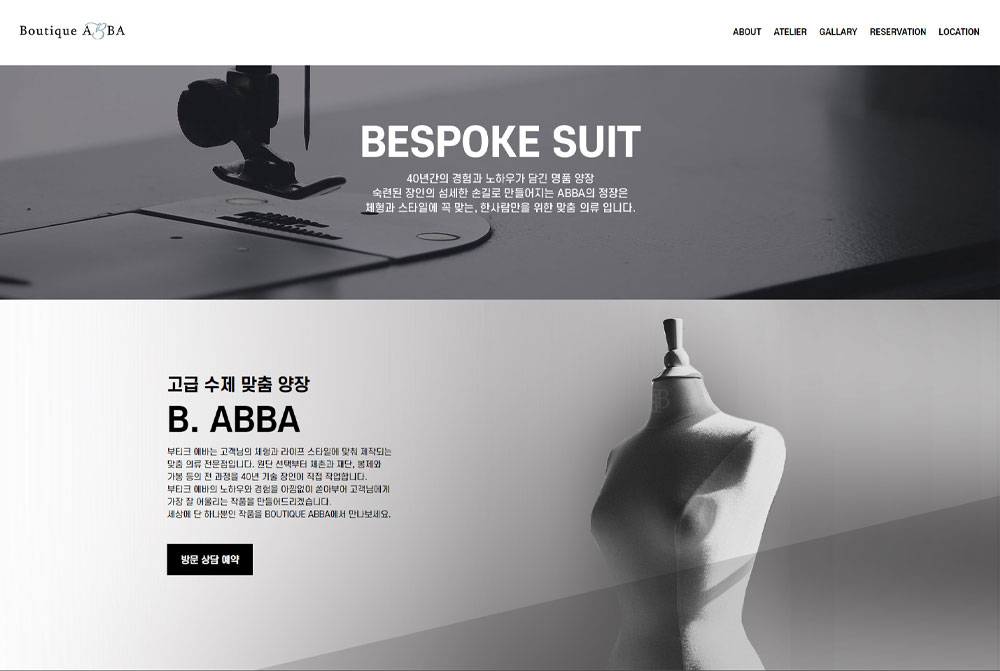 Boutique ABBA
ABOUT ATELIER GALLARY RESERVATION LOCATION
BESPOKE SUIT
40년간의 경험과 노하우가 담긴 명품 양장
숙련된 장인의 섬세한 손길로 만들어지는 ABBA의 정장은
체형과 스타일에 꼭 맞는, 한사람만을 위한 맞춤 의류 입니다.
고급 수제 맞춤 양장
B. ABBA
부티크 에바는 고객님의 체형과 라이프 스타일에 맞춰 제작되는
맞춤 의류 전문점입니다. 원단 선택부터 체촌과 재단, 봉제와
가봉 등의 전 과정을 40년 기술 장인이 직접 작업합니다.
부티크 에바의 노하우와 경험을 아낌없이 쏟아부어 고객님에게
가장 잘 어울리는 작품을 만들어드리겠습니다.
세상에 단 하나뿐인 작품을 BOUTIQUE ABBA에서 만나보세요.
방문 상담 예약